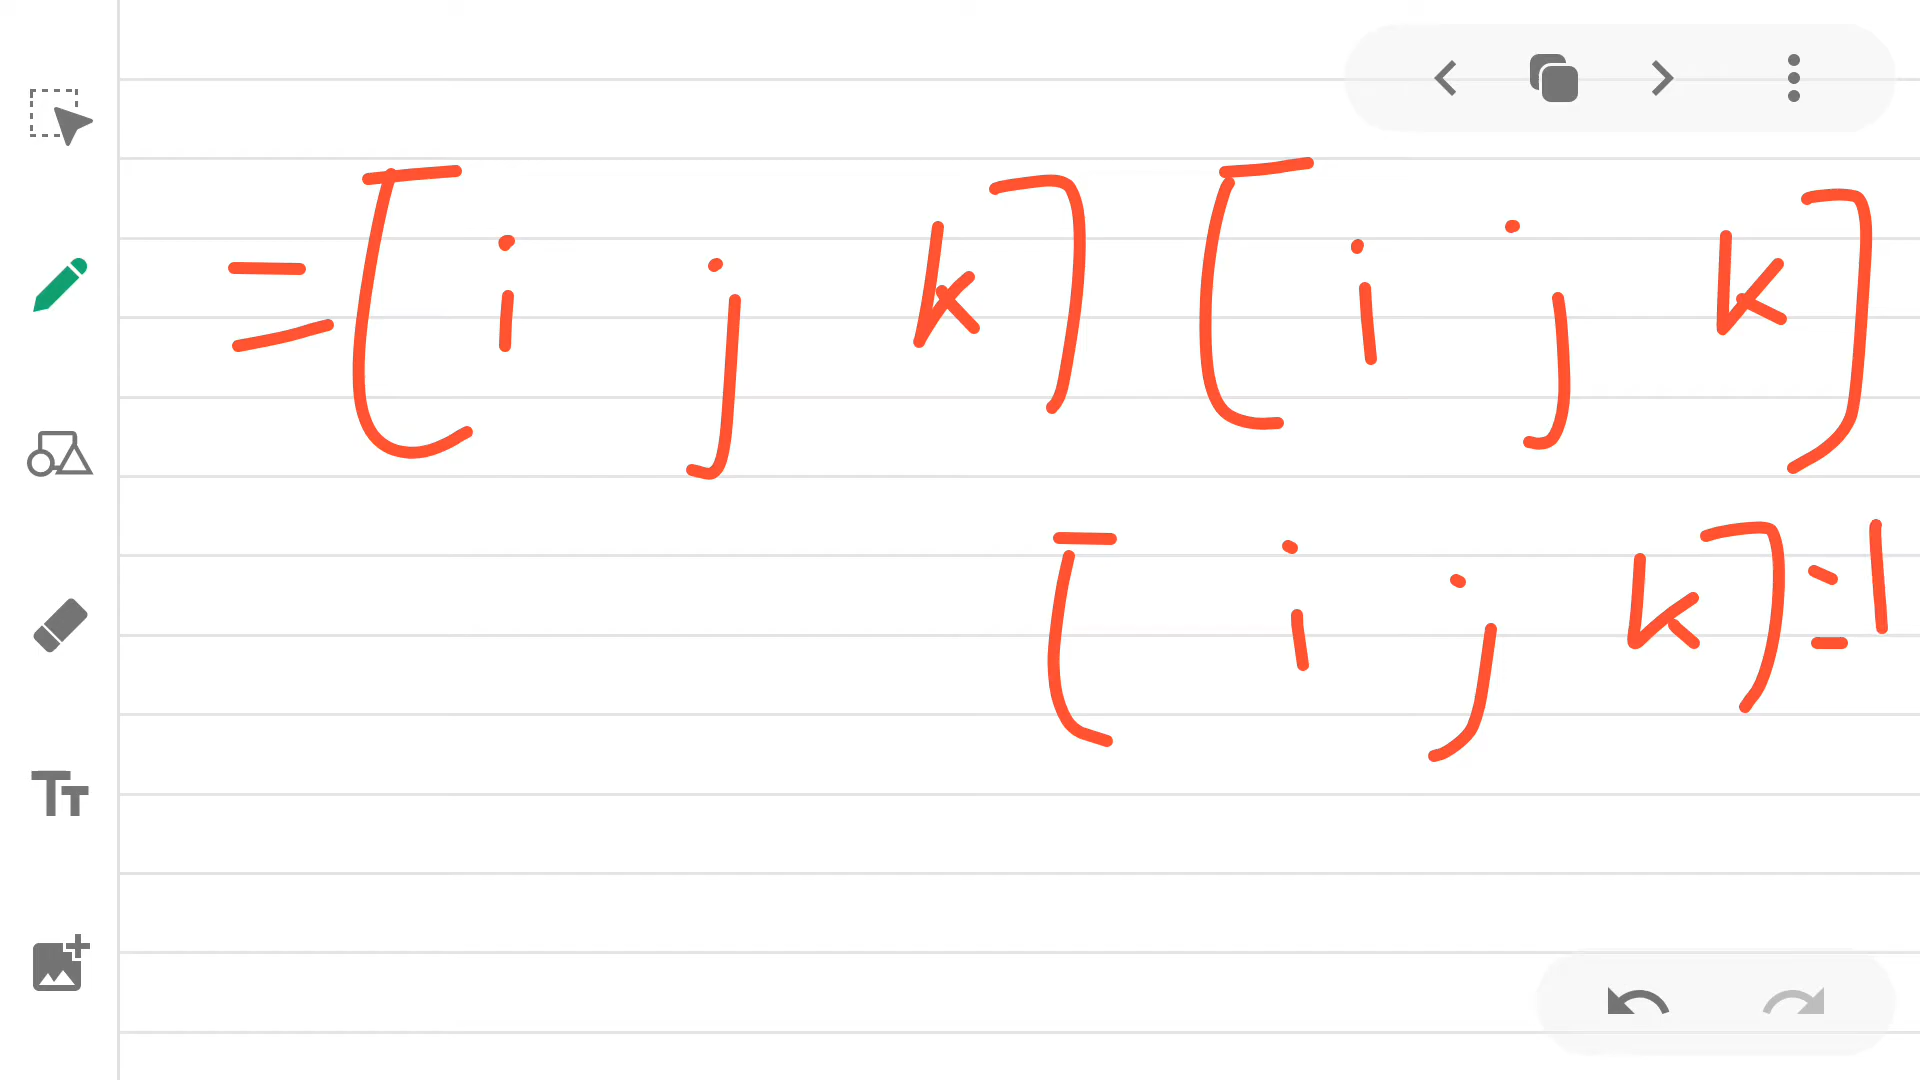 = [ i j k ] [ i j k ]
[ i j k ] = 1